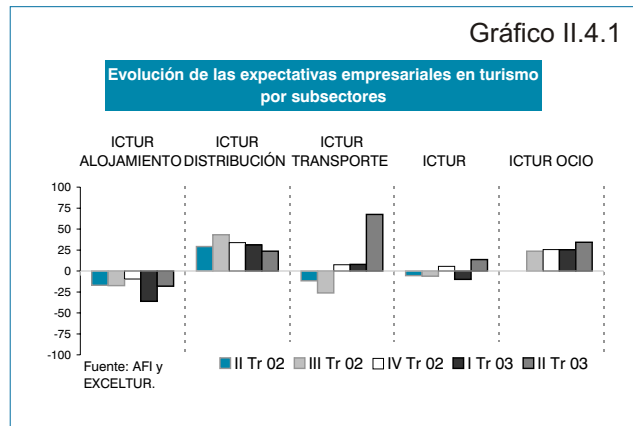 Gráfico II.4.1
Evolución de las expectativas empresariales en turismo
por subsectores
ICTUR
ALOJAMIENTO
ICTUR
DISTRIBUCIÓN
ICTUR
TRANSPORTE
ICTUR
ICTUR OCIO
100
75
50
25
0
-25
-50
-75
-100
Fuente: AFI y
EXCELTUR.
II Tr 02 III Tr 02 IV Tr 02 I Tr 03 II Tr 03